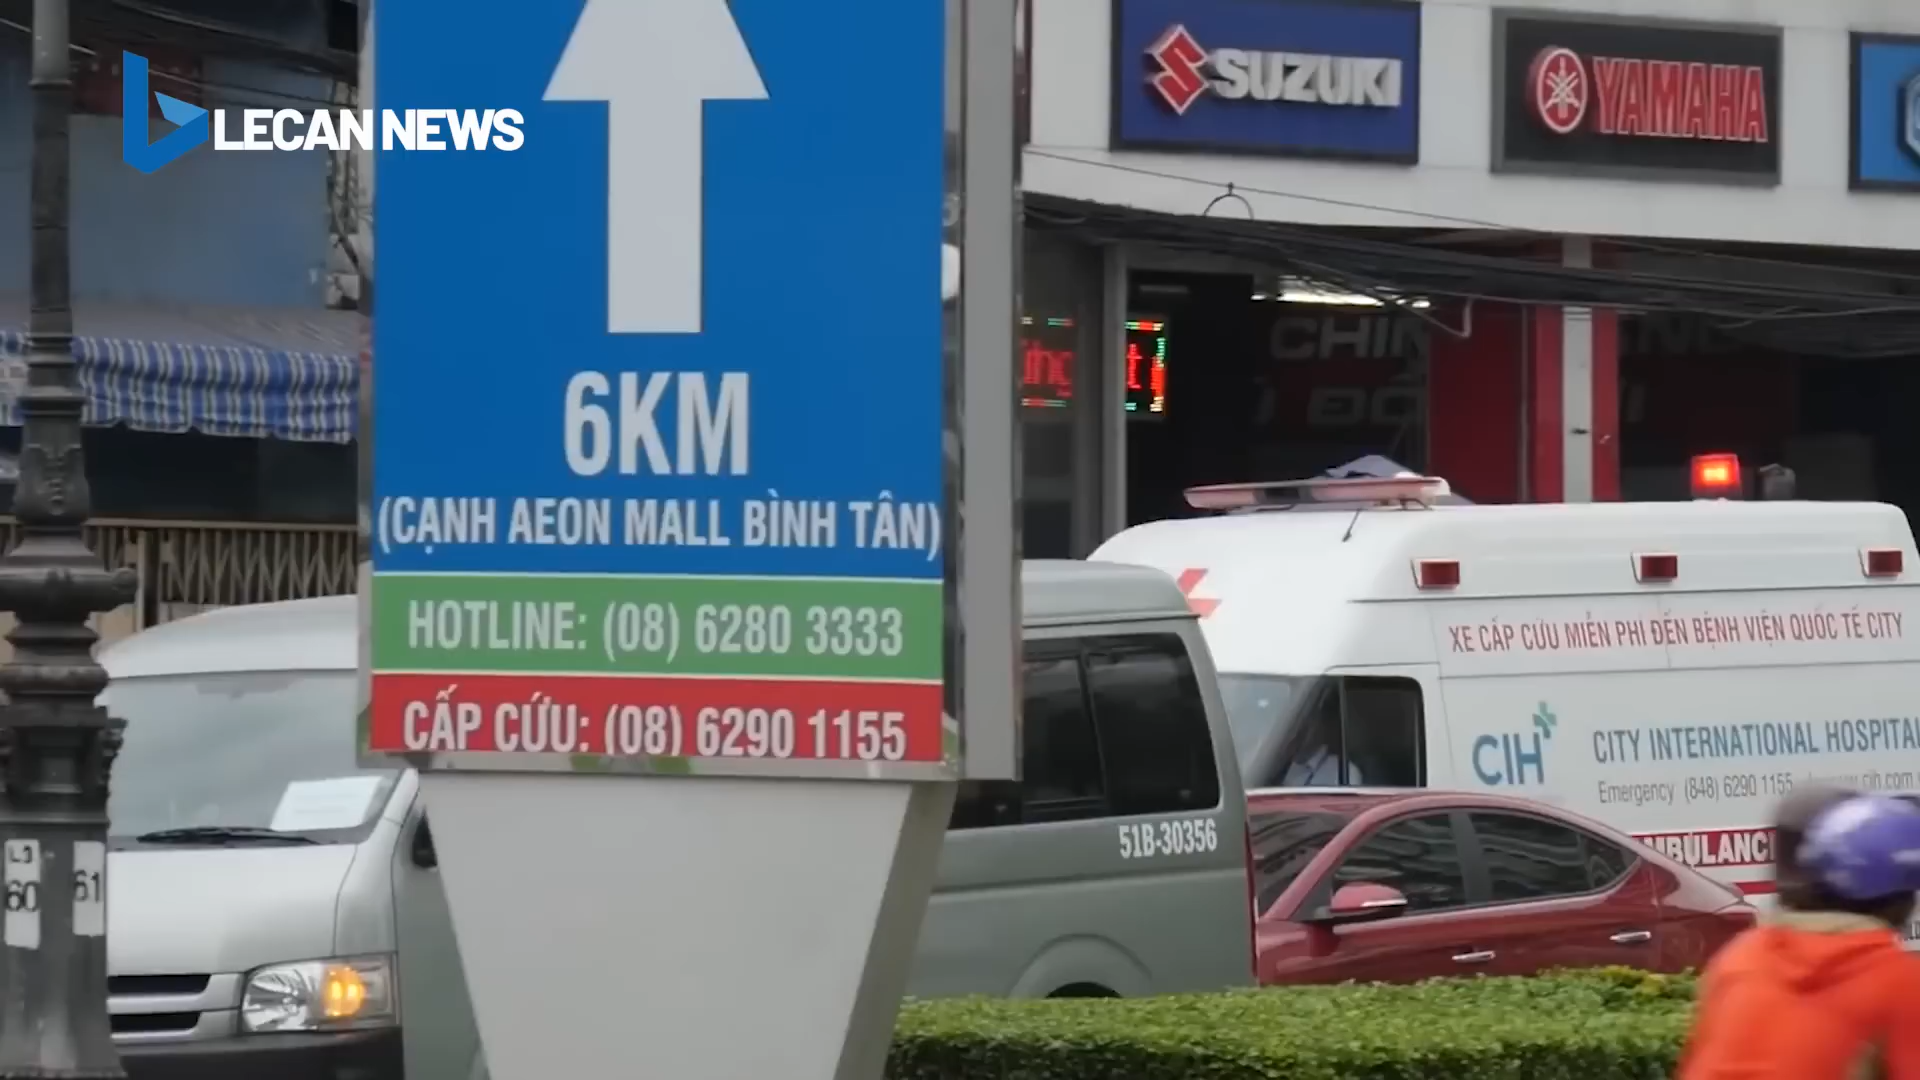 LECAN NEWS
6KM
(CẠNH AEON MALL BÌNH TÂN)
HOTLINE: (08) 6280 3333
CẤP CỨU: (08) 6290 1155
SUZUKI
YAMAHA
XE CẤP CỨU MIỄN PHÍ ĐẾN BỆNH VIỆN QUỐC TẾ CITY
CIH
CITY INTERNATIONAL HOSPITAL
Emergency (848) 6290 1155
51B-30356
60
61